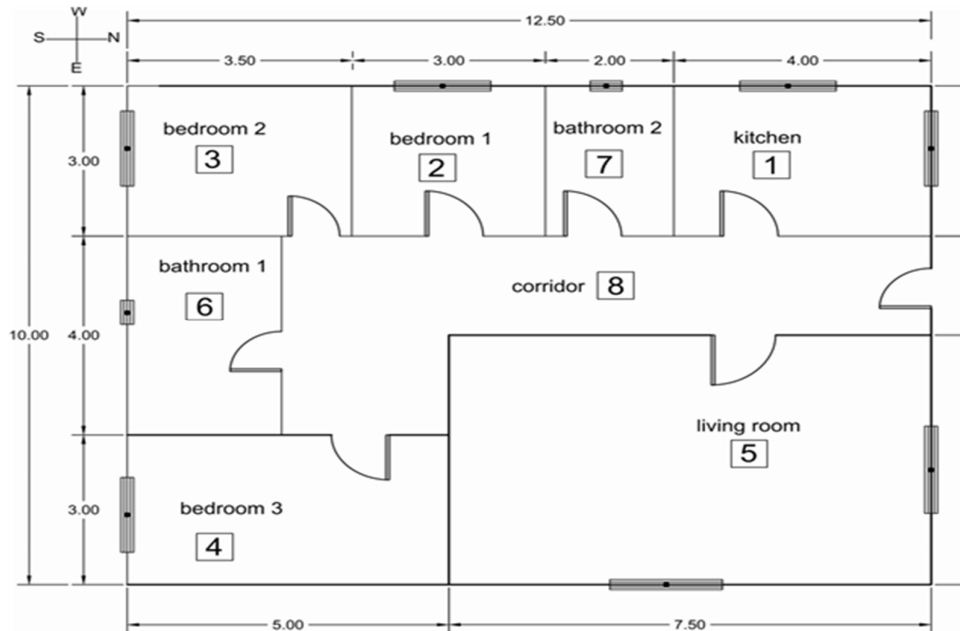 W
S N
E
12.50
3.50 3.00 2.00 4.00
bedroom 2 bedroom 1 bathroom 2 kitchen
3 2 7 1
3.00
bathroom 1
6
corridor 8
10.00 4.00
living room
5
bedroom 3
4
3.00
5.00 7.50